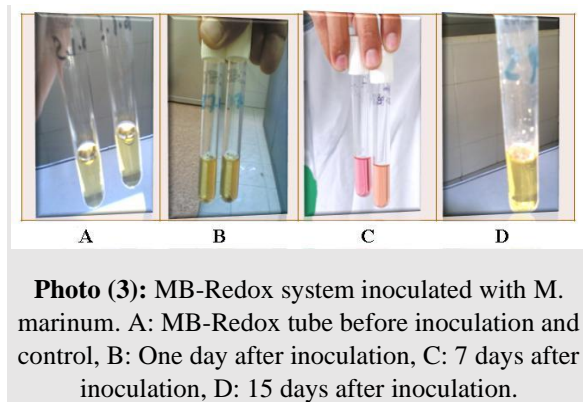 A B C D
Photo (3): MB-Redox system inoculated with M.
marinum. A: MB-Redox tube before inoculation and
control, B: One day after inoculation, C: 7 days after
inoculation, D: 15 days after inoculation.